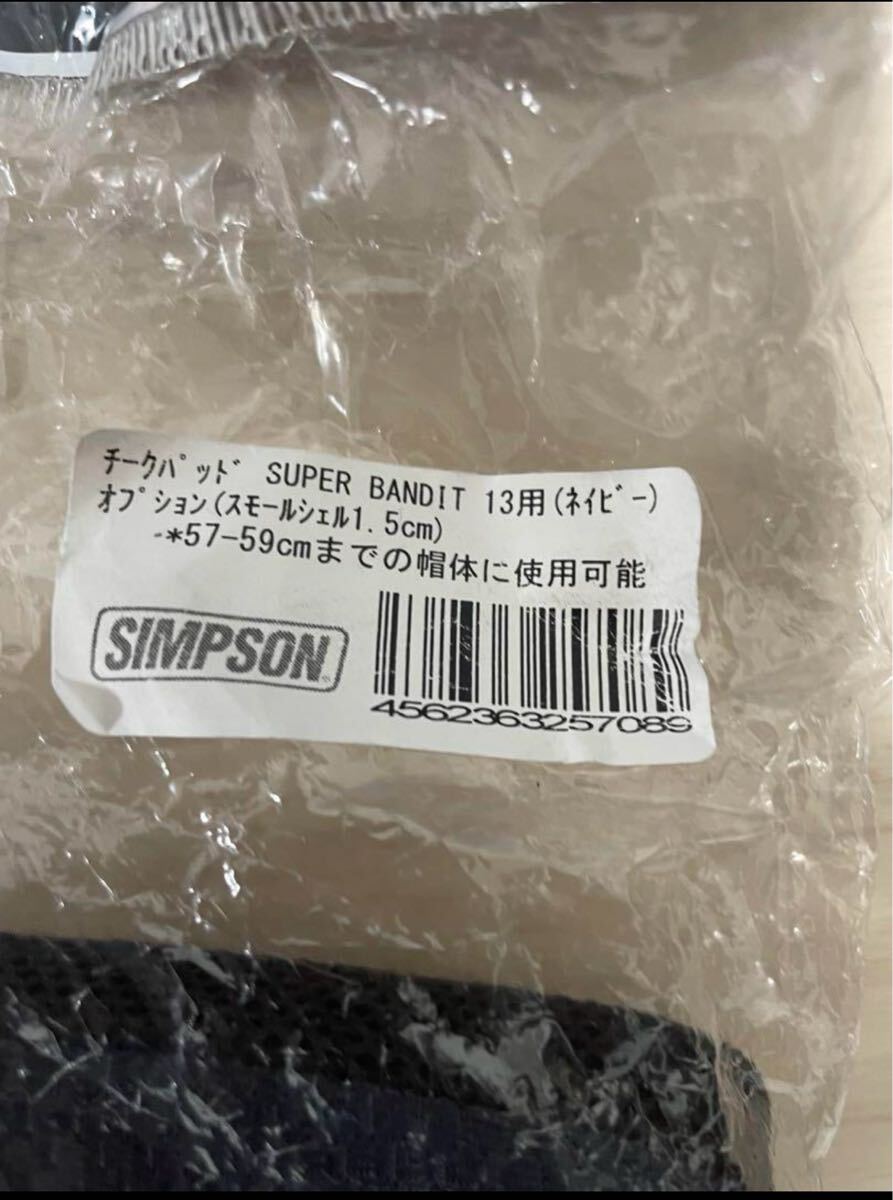 ﾁｰｸﾊﾟｯﾄﾞ SUPER BANDIT 13用(ﾈｲﾋﾞｰ)
ｵﾌﾟｼｮﾝ(ｽﾓｰﾙｼｪﾙ1.5cm)
-*57-59cmまでの帽体に使用可能
SIMPSON
4562363257089